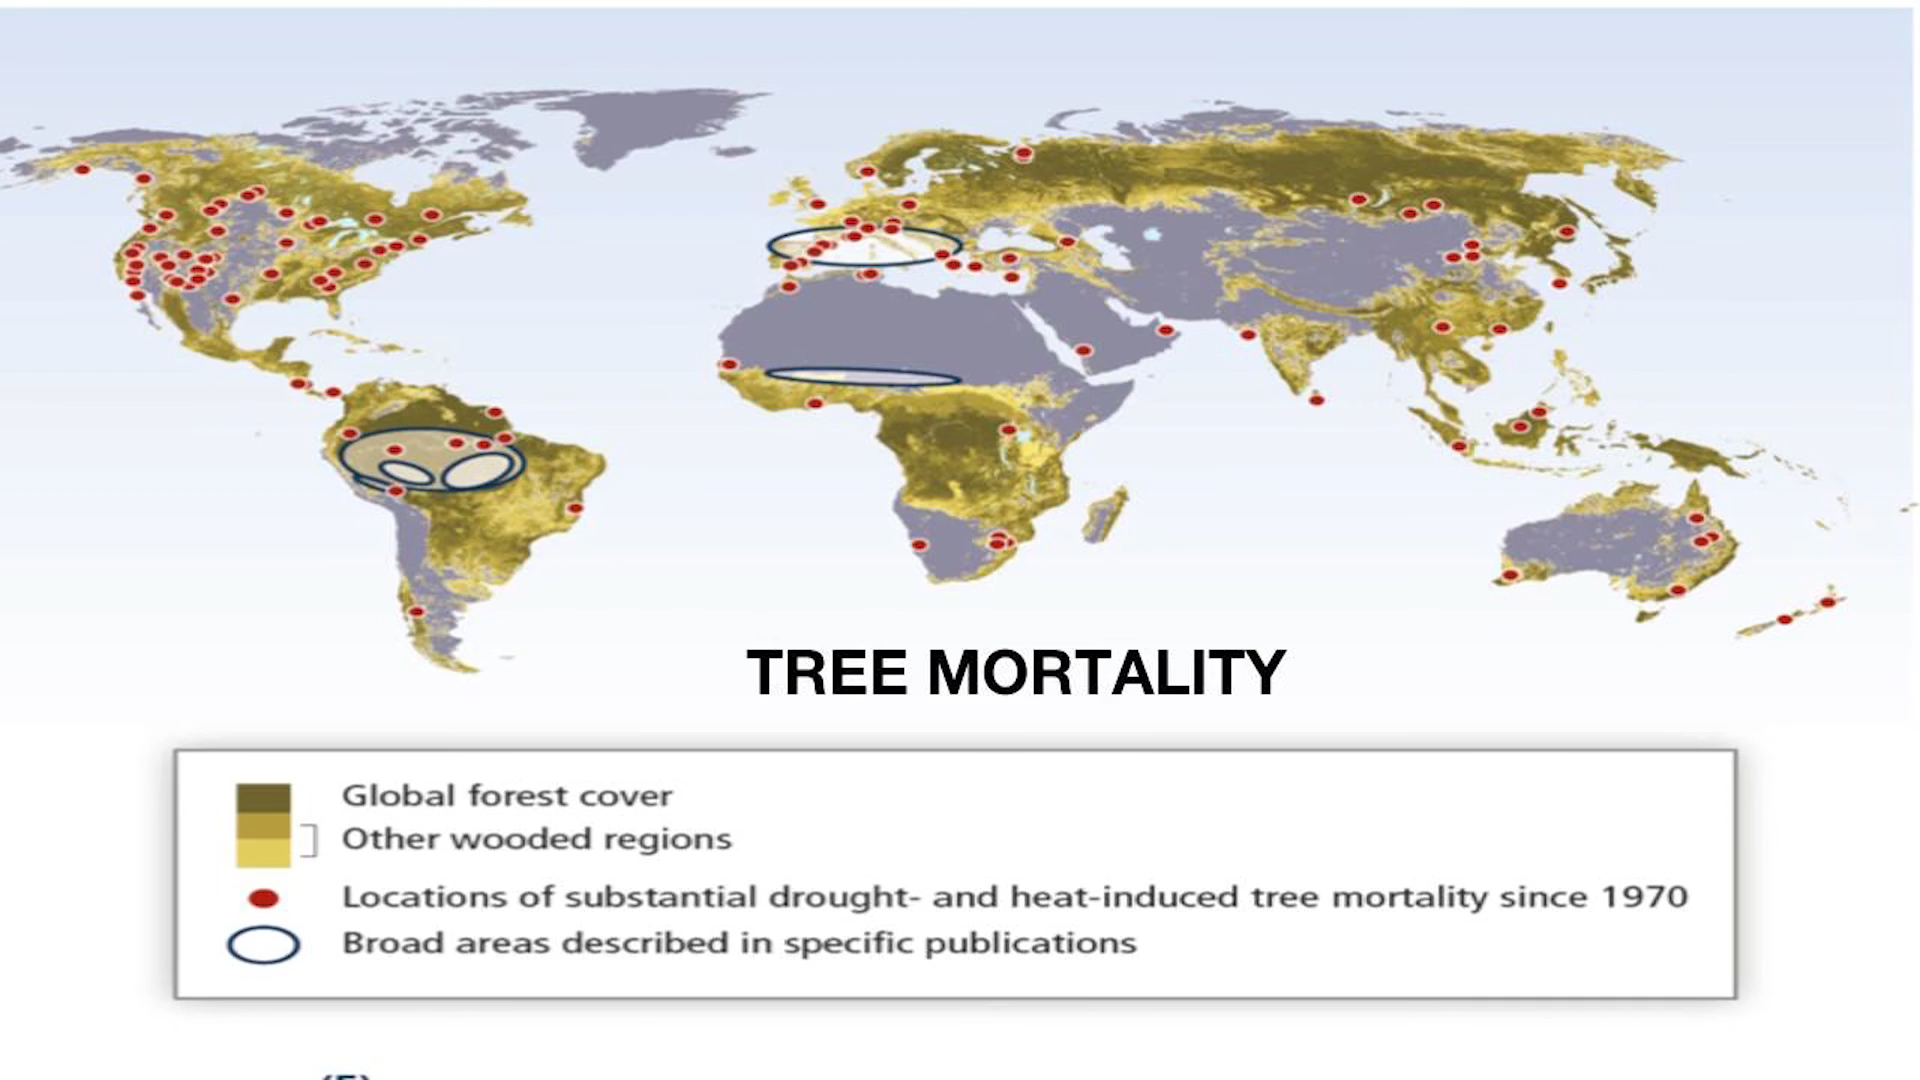 TREE MORTALITY
Global forest cover
Other wooded regions
Locations of substantial drought- and heat-induced tree mortality since 1970
Broad areas described in specific publications